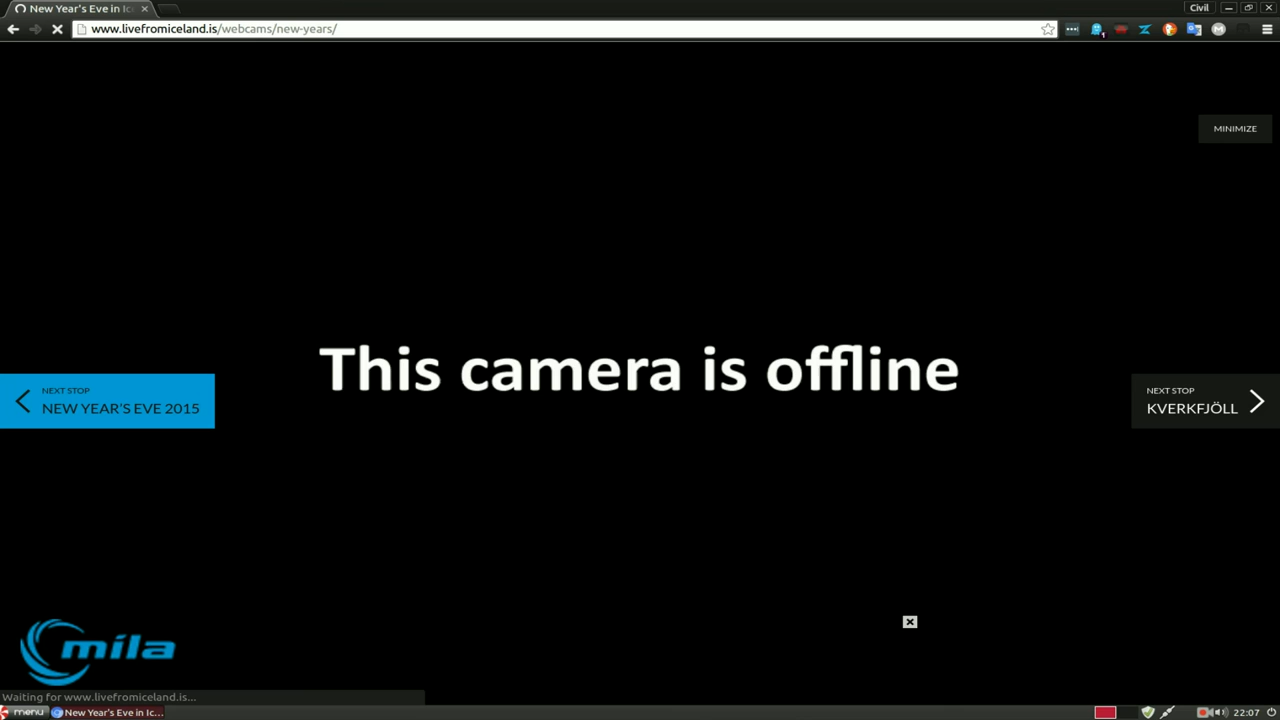 New Year's Eve in Ic
Civil
www.livefromiceland.is/webcams/new-years/
1
MINIMIZE
This camera is offline
NEXT STOP
NEW YEAR'S EVE 2015
NEXT STOP
KVERKFJÖLL
míla
Waiting for www.livefromiceland.is...
menu
New Year's Eve in Ic...
22:07